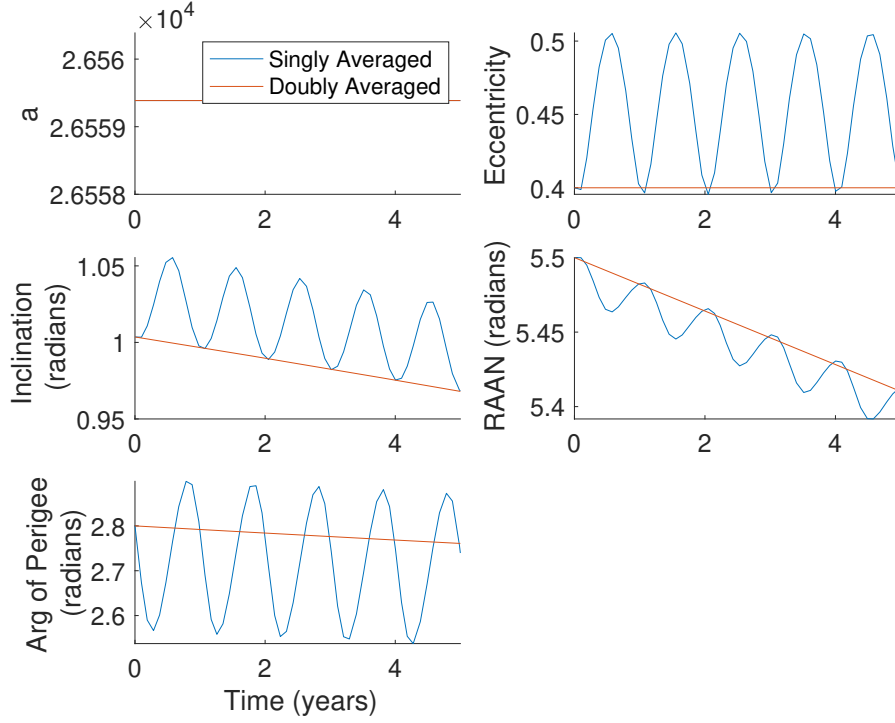 ×10⁴
2.656
2.6559
2.6558
a
0 2 4
Singly Averaged
Doubly Averaged
0.5
0.45
0.4
Eccentricity
0 2 4
1.05
1
0.95
Inclination
(radians)
0 2 4
5.5
5.45
5.4
RAAN (radians)
0 2 4
2.8
2.7
2.6
Arg of Perigee
(radians)
0 2 4
Time (years)